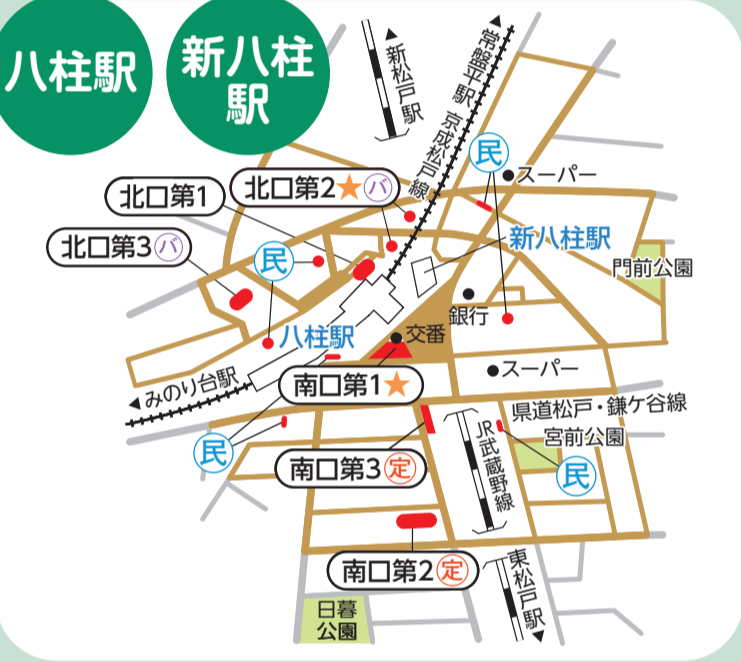 八柱駅
新八柱
駅
▲新松戸駅
▲常盤平駅 京成松戸線
民
スーパー
北口第1
北口第2★バ
北口第3バ
民
新八柱駅
門前公園
銀行
八柱駅
交番
スーパー
◀みのり台駅
南口第1★
県道松戸・鎌ケ谷線
宮前公園
JR武蔵野線
民
南口第3定
民
南口第2定
東松戸駅▼
日暮
公園